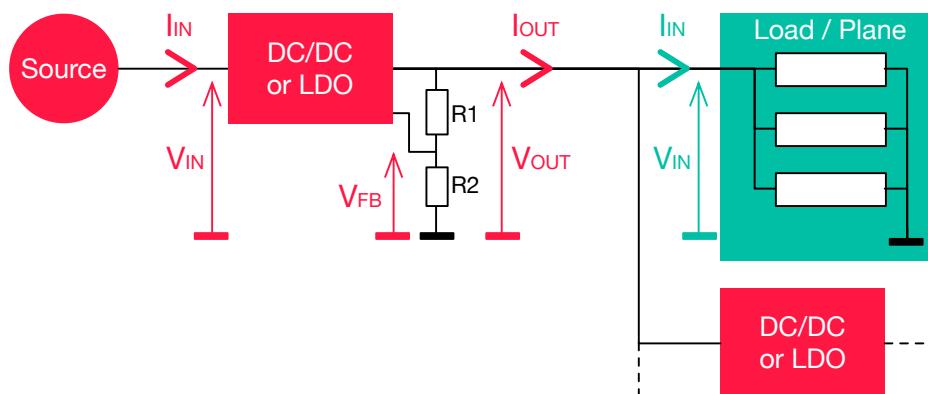 IIN
IOUT
IIN
Load / Plane
Source
DC/DC
or LDO
R1
VIN
VOUT
VIN
R2
VFB
DC/DC
or LDO